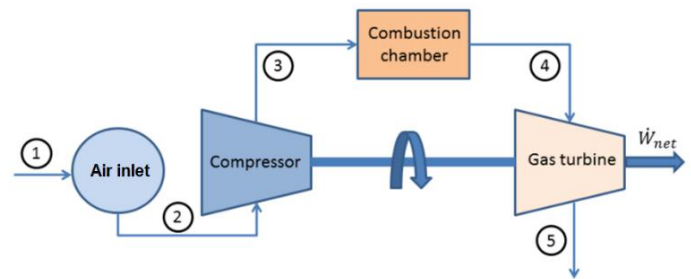 1
Air inlet
2
Compressor
3
Combustion
chamber
4
Gas turbine
Ẇnet
5